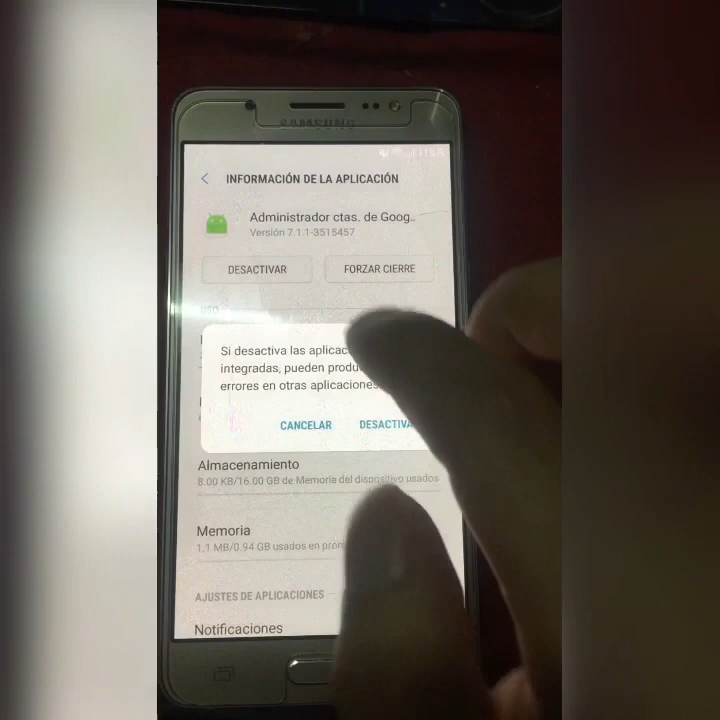 SAMSUNG
INFORMACIÓN DE LA APLICACIÓN
Administrador ctas. de Goog..
Versión 7.1.1-3515457
DESACTIVAR FORZAR CIERRE
USO
Si desactiva las aplicac
integradas, pueden produ
errores en otras aplicaciones
CANCELAR DESACTIVA
Almacenamiento
8.00 KB/16.00 GB de Memoria del dispositivo usados
Memoria
1.1 MB/0.94 GB usados en prom
AJUSTES DE APLICACIONES
Notificaciones